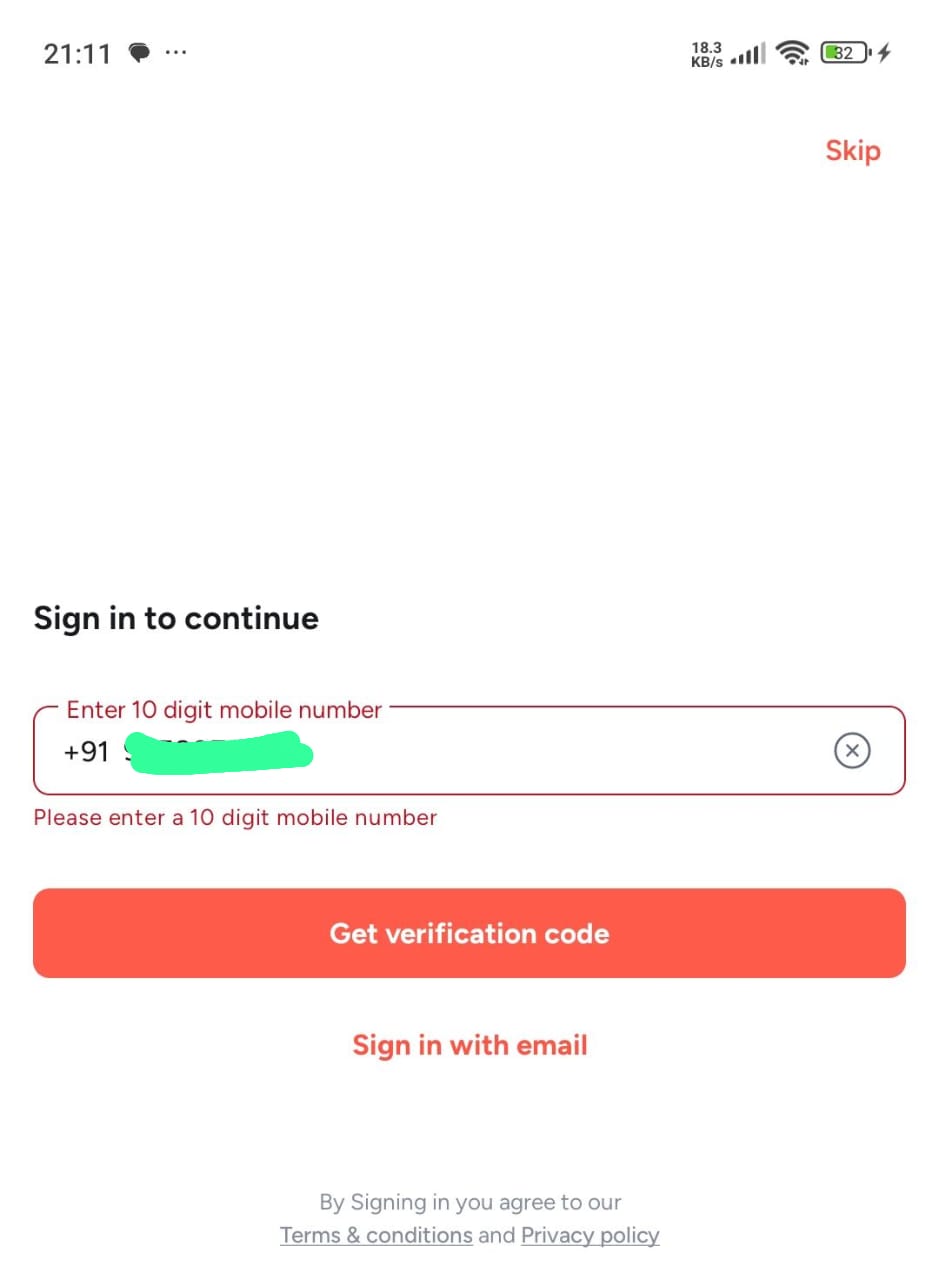 21:11
18.3
KB/s
32
Skip
Sign in to continue
Enter 10 digit mobile number
+91
Please enter a 10 digit mobile number
Get verification code
Sign in with email
By Signing in you agree to our
Terms & conditions and Privacy policy